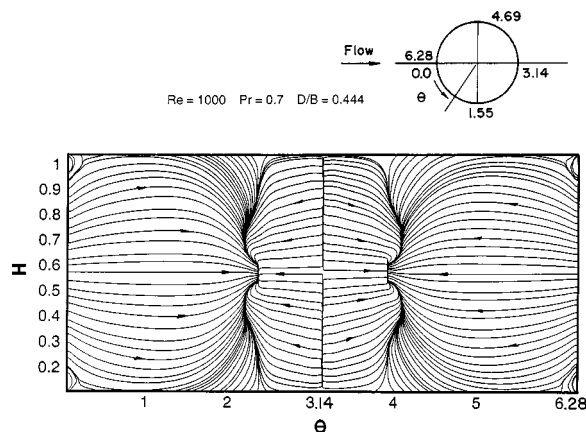 4.69
Flow
6.28
0.0
3.14
θ
1.55
Re = 1000 Pr = 0.7 D/B = 0.444
1
0.9
0.8
0.7
0.6
0.5
0.4
0.3
0.2
H
1 2 3.14 4 5 6.28
θ